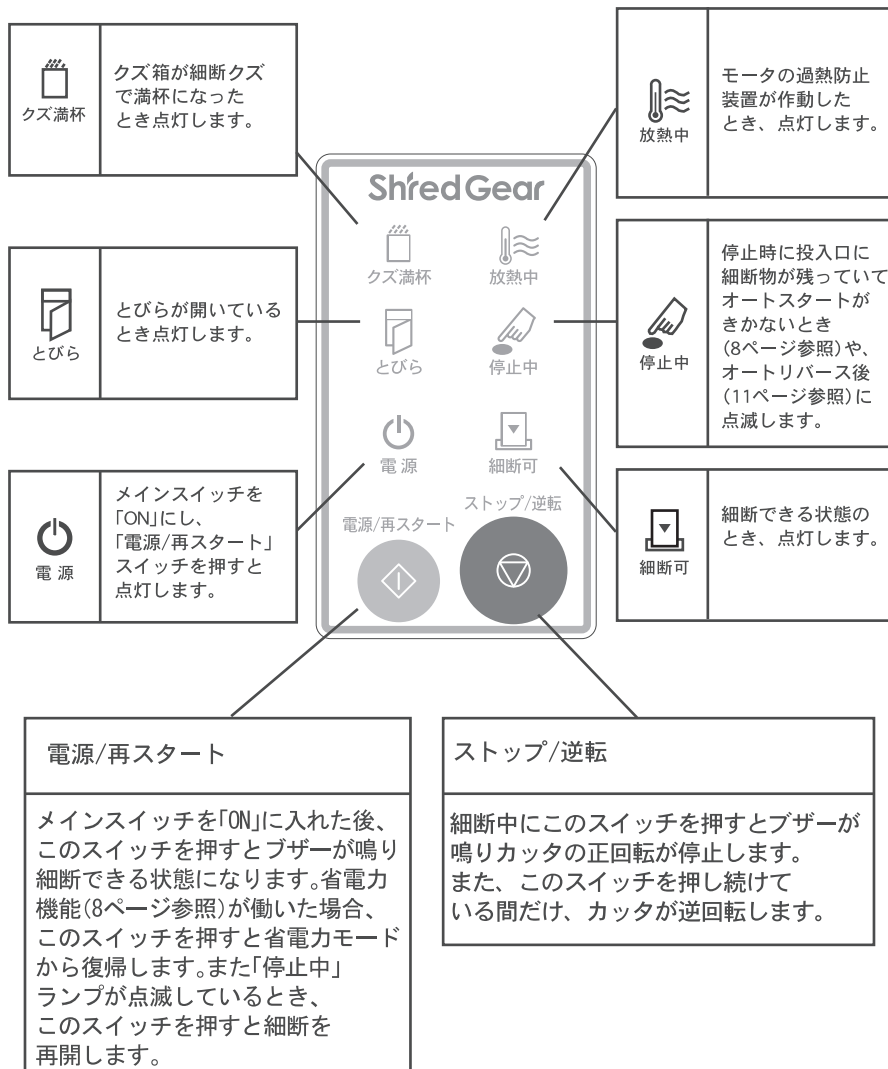 クズ満杯
クズ箱が細断クズ
で満杯になった
とき点灯します。
放熱中
モータの過熱防止
装置が作動した
とき、点灯します。
ShredGear
クズ満杯
放熱中
とびら
停止中
電源
細断可
電源/再スタート
ストップ/逆転
とびら
とびらが開いている
とき点灯します。
停止中
停止時に投入口に
細断物が残っていて
オートスタートが
きかないとき
(8ページ参照)や、
オートリバース後
(11ページ参照)に
点滅します。
電源
メインスイッチを
「ON」にし、
「電源/再スタート」
スイッチを押すと
点灯します。
細断可
細断できる状態の
とき、点灯します。
電源/再スタート
メインスイッチを「ON」に入れた後、
このスイッチを押すとブザーが鳴り
細断できる状態になります。省電力
機能(8ページ参照)が働いた場合、
このスイッチを押すと省電力モード
から復帰します。また「停止中」
ランプが点滅しているとき、
このスイッチを押すと細断を
再開します。
ストップ/逆転
細断中にこのスイッチを押すとブザーが
鳴りカッタの正回転が停止します。
また、このスイッチを押し続けて
いる間だけ、カッタが逆回転します。